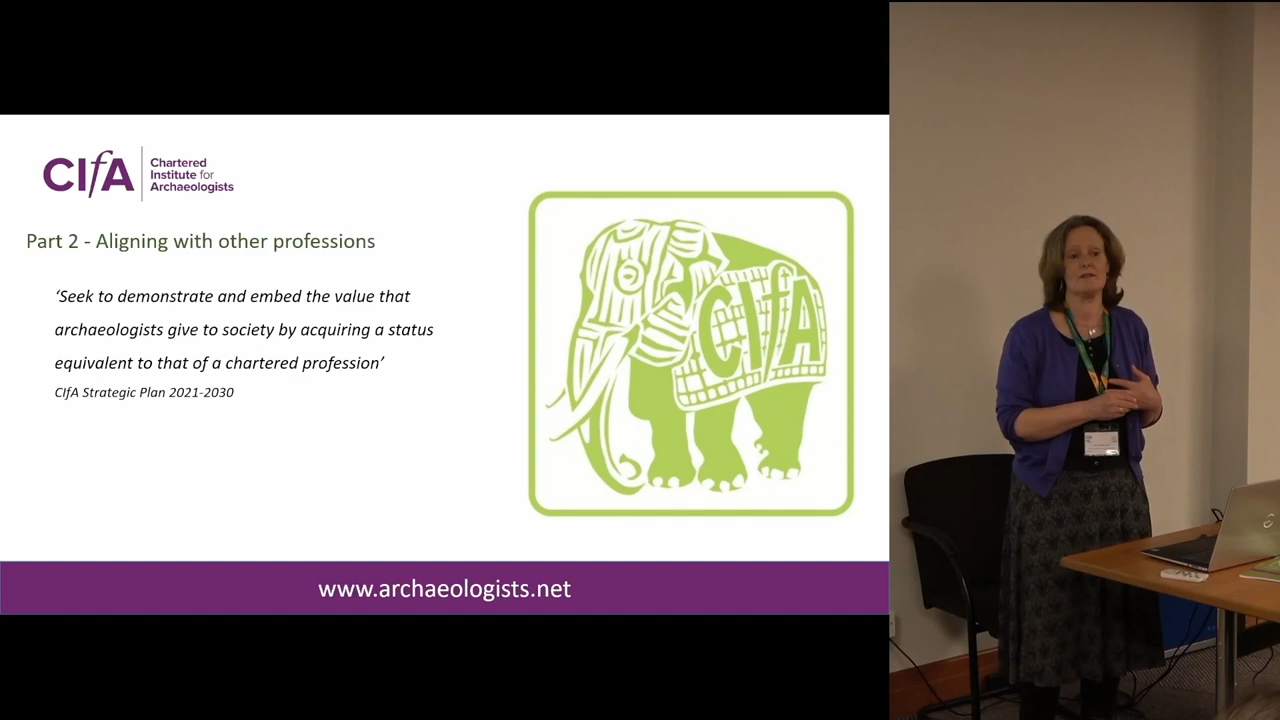 CIfA
Chartered
Institute for
Archaeologists
Part 2 - Aligning with other professions
‘Seek to demonstrate and embed the value that
archaeologists give to society by acquiring a status
equivalent to that of a chartered profession’
CIfA Strategic Plan 2021-2030
CIfA
www.archaeologists.net